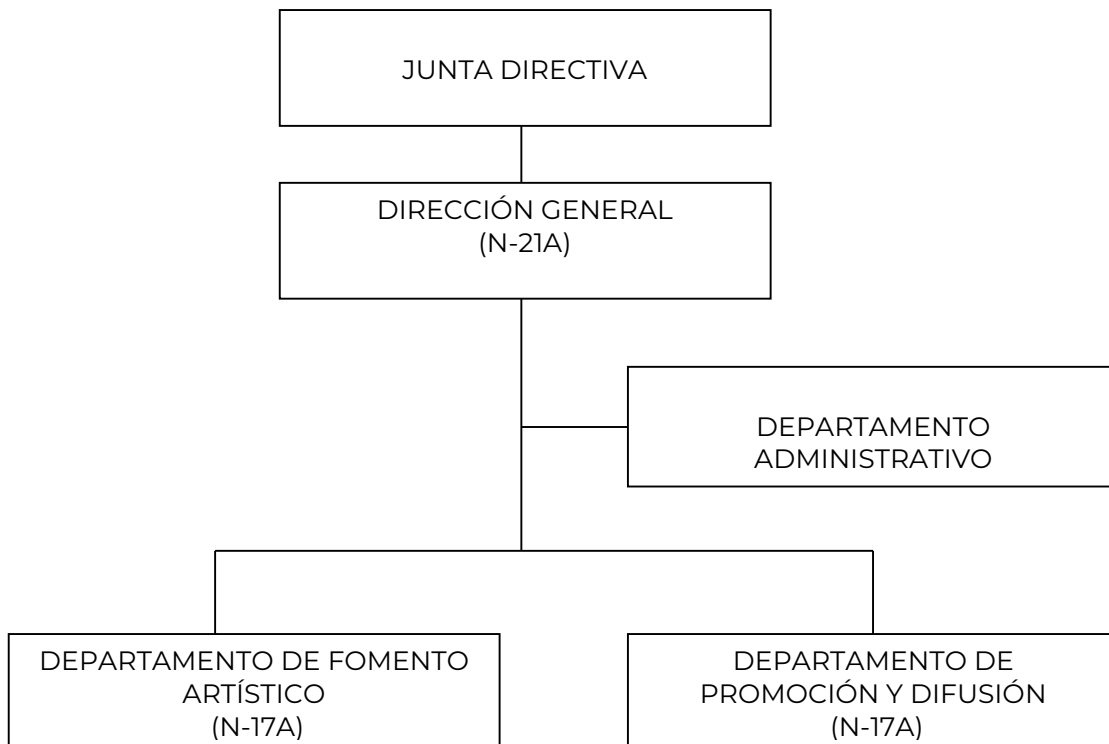 JUNTA DIRECTIVA
DIRECCIÓN GENERAL
(N-21A)
DEPARTAMENTO
ADMINISTRATIVO
DEPARTAMENTO DE FOMENTO
ARTÍSTICO
(N-17A)
DEPARTAMENTO DE
PROMOCIÓN Y DIFUSIÓN
(N-17A)